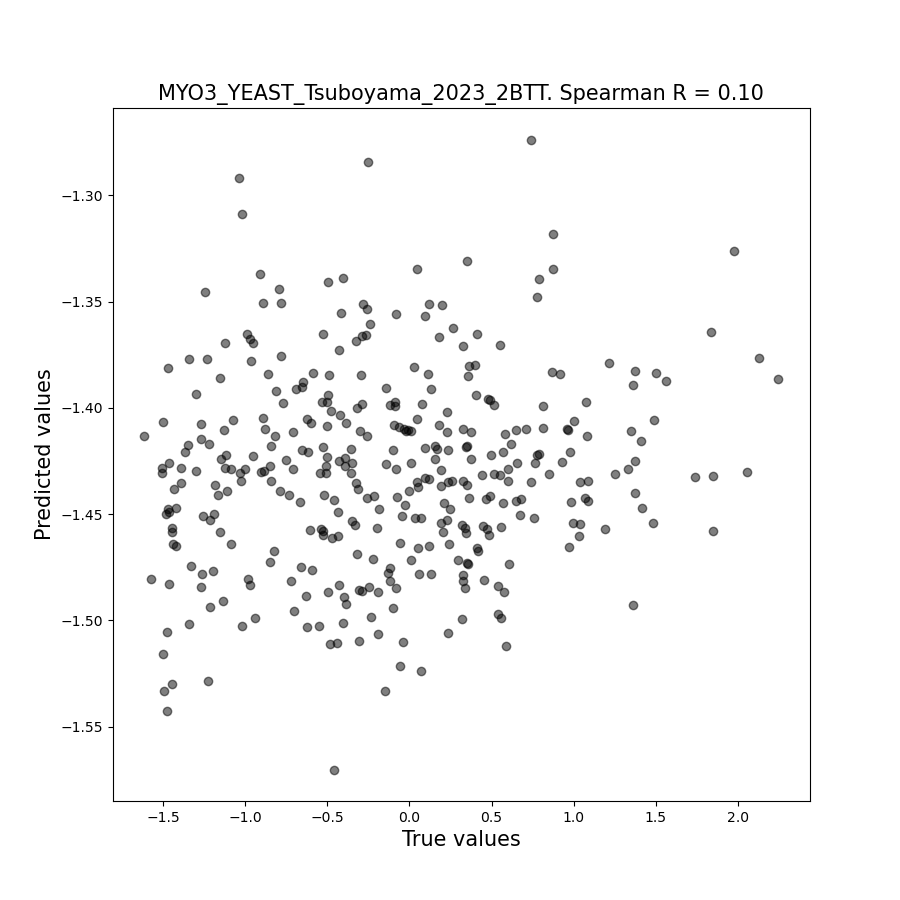 MYO3_YEAST_Tsuboyama_2023_2BTT. Spearman R = 0.10
Predicted values
−1.30
−1.35
−1.40
−1.45
−1.50
−1.55
−1.5 −1.0 −0.5 0.0 0.5 1.0 1.5 2.0
True values